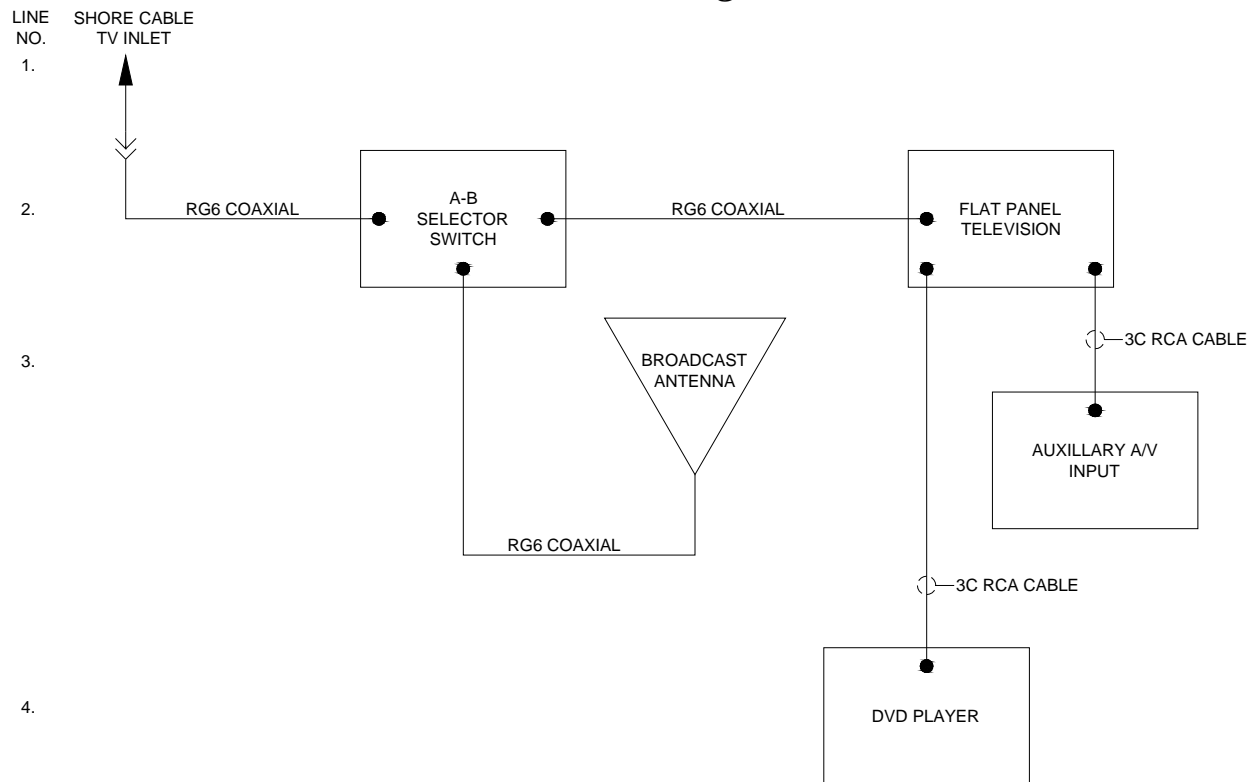 LINE
NO.
SHORE CABLE
TV INLET
1.
2.
RG6 COAXIAL
A-B
SELECTOR
SWITCH
RG6 COAXIAL
FLAT PANEL
TELEVISION
3.
BROADCAST
ANTENNA
3C RCA CABLE
AUXILLARY A/V
INPUT
RG6 COAXIAL
3C RCA CABLE
4.
DVD PLAYER